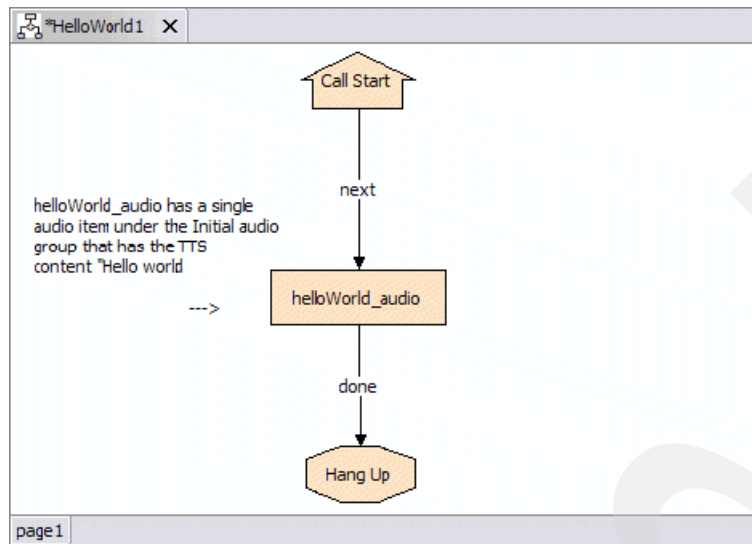 *HelloWorld1 X
Call Start
next
helloWorld_audio has a single
audio item under the Initial audio
group that has the TTS
content "Hello world
--->
helloWorld_audio
done
Hang Up
page1